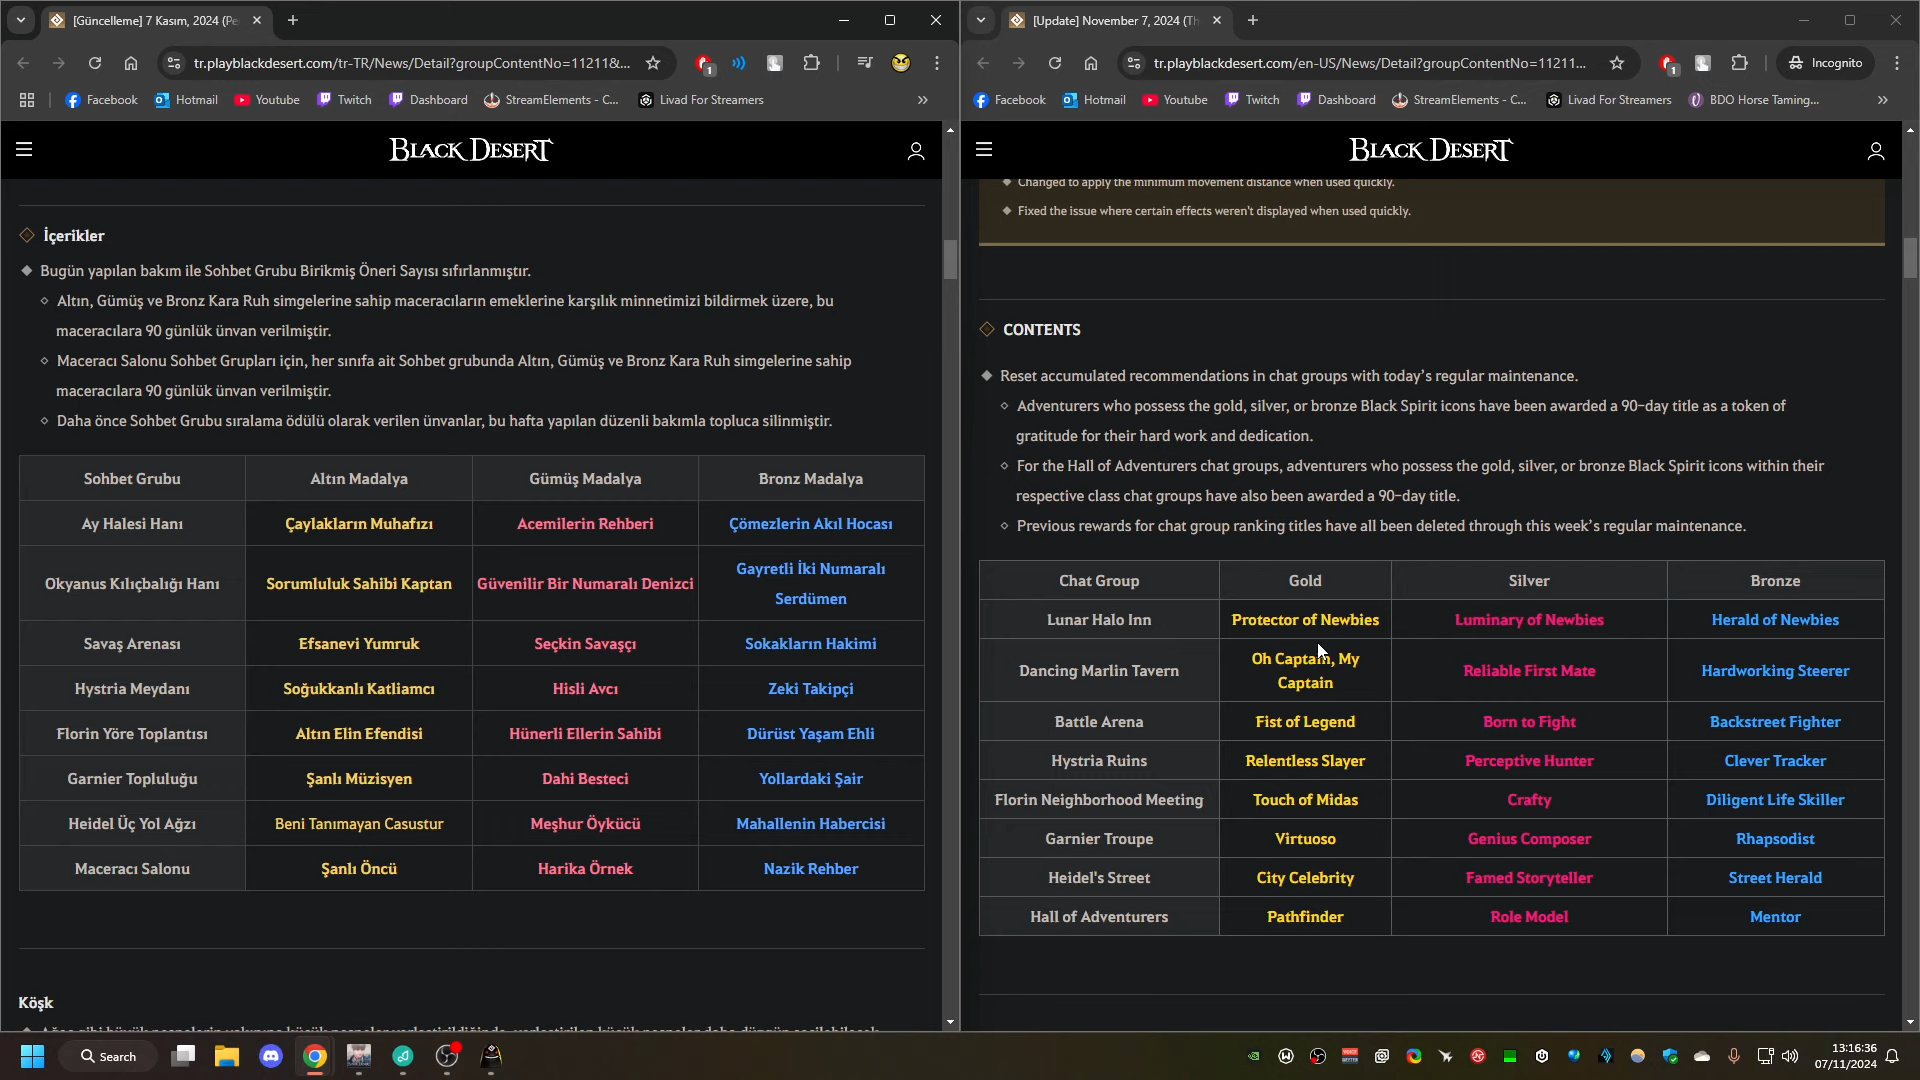 [Güncelleme] 7 Kasım, 2024 (Pe
tr.playblackdesert.com/tr-TR/News/Detail?groupContentNo=11211&...
1
Facebook
Hotmail
Youtube
Twitch
Dashboard
StreamElements - C...
Livad For Streamers
»
BLACK DESERT
İçerikler
Bugün yapılan bakım ile Sohbet Grubu Birikmiş Öneri Sayısı sıfırlanmıştır.
Altın, Gümüş ve Bronz Kara Ruh simgelerine sahip maceracıların emeklerine karşılık minnetimizi bildirmek üzere, bu
maceracılara 90 günlük ünvan verilmiştir.
Maceracı Salonu Sohbet Grupları için, her sınıfa ait Sohbet grubunda Altın, Gümüş ve Bronz Kara Ruh simgelerine sahip
maceracılara 90 günlük ünvan verilmiştir.
Daha önce Sohbet Grubu sıralama ödülü olarak verilen ünvanlar, bu hafta yapılan düzenli bakımla topluca silinmiştir.
Sohbet Grubu Altın Madalya Gümüş Madalya Bronz Madalya
Ay Halesi Hanı Çaylakların Muhafızı Acemilerin Rehberi Çömezlerin Akıl Hocası
Okyanus Kılıçbalığı Hanı Sorumluluk Sahibi Kaptan Güvenilir Bir Numaralı Denizci Gayretli İki Numaralı
Serdümen
Savaş Arenası Efsanevi Yumruk Seçkin Savaşçı Sokakların Hakimi
Hystria Meydanı Soğukkanlı Katliamcı Hisli Avcı Zeki Takipçi
Florin Yöre Toplantısı Altın Elin Efendisi Hünerli Ellerin Sahibi Dürüst Yaşam Ehli
Garnier Topluluğu Şanlı Müzisyen Dahi Besteci Yollardaki Şair
Heidel Üç Yol Ağzı Beni Tanımayan Casustur Meşhur Öykücü Mahallenin Habercisi
Maceracı Salonu Şanlı Öncü Harika Örnek Nazik Rehber
Köşk
[Update] November 7, 2024 (Th
tr.playblackdesert.com/en-US/News/Detail?groupContentNo=11211...
1
Incognito
Facebook
Hotmail
Youtube
Twitch
Dashboard
StreamElements - C...
Livad For Streamers
BDO Horse Taming...
»
BLACK DESERT
Changed to apply the minimum movement distance when used quickly.
Fixed the issue where certain effects weren't displayed when used quickly.
CONTENTS
Reset accumulated recommendations in chat groups with today's regular maintenance.
Adventurers who possess the gold, silver, or bronze Black Spirit icons have been awarded a 90-day title as a token of
gratitude for their hard work and dedication.
For the Hall of Adventurers chat groups, adventurers who possess the gold, silver, or bronze Black Spirit icons within their
respective class chat groups have also been awarded a 90-day title.
Previous rewards for chat group ranking titles have all been deleted through this week's regular maintenance.
Chat Group Gold Silver Bronze
Lunar Halo Inn Protector of Newbies Luminary of Newbies Herald of Newbies
Dancing Marlin Tavern Oh Captain, My
Captain Reliable First Mate Hardworking Steerer
Battle Arena Fist of Legend Born to Fight Backstreet Fighter
Hystria Ruins Relentless Slayer Perceptive Hunter Clever Tracker
Florin Neighborhood Meeting Touch of Midas Crafty Diligent Life Skiller
Garnier Troupe Virtuoso Genius Composer Rhapsodist
Heidel's Street City Celebrity Famed Storyteller Street Herald
Hall of Adventurers Pathfinder Role Model Mentor
Search
13:16:36
07/11/2024